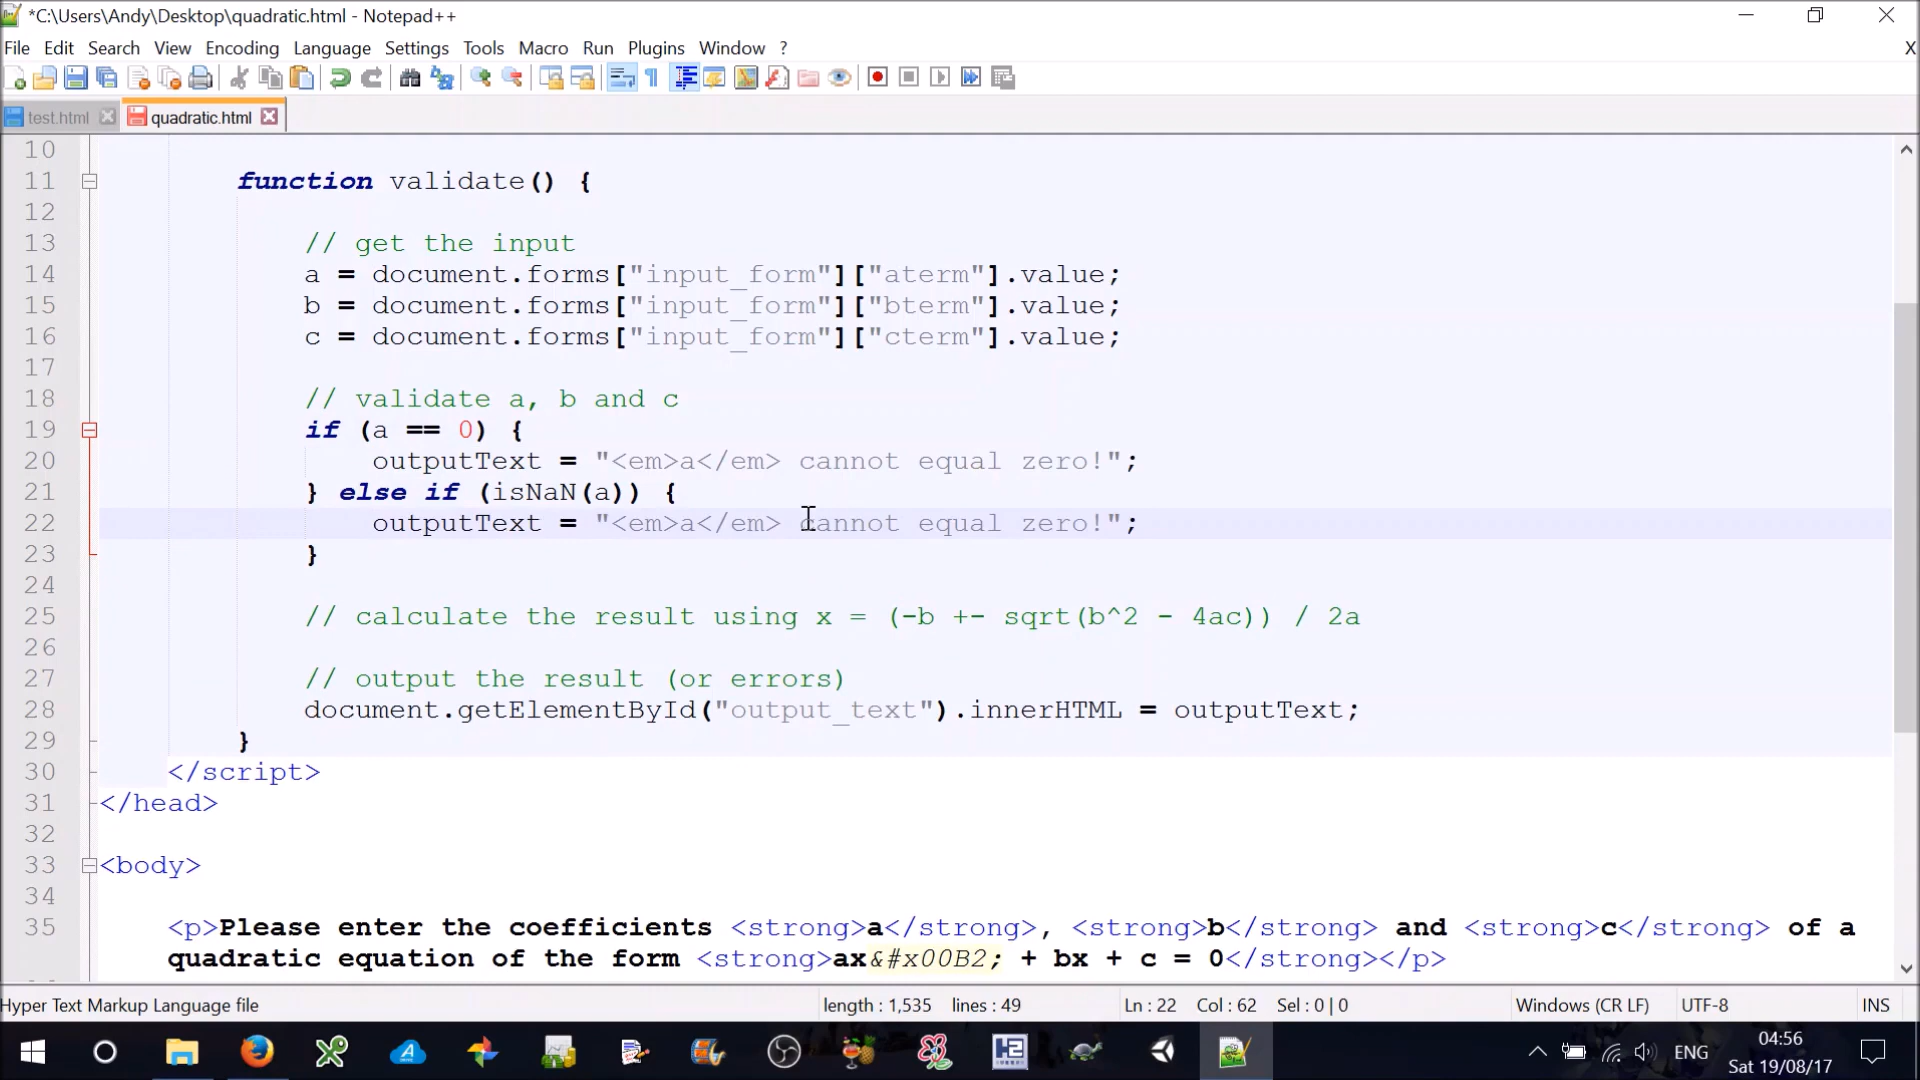 *C:\Users\Andy\Desktop\quadratic.html - Notepad++
File Edit Search View Encoding Language Settings Tools Macro Run Plugins Window ? X
test.html quadratic.html
10
11 function validate() {
12
13 // get the input
14 a = document.forms["input_form"]["aterm"].value;
15 b = document.forms["input_form"]["bterm"].value;
16 c = document.forms["input_form"]["cterm"].value;
17
18 // validate a, b and c
19 if (a == 0) {
20 outputText = "<em>a</em> cannot equal zero!";
21 } else if (isNaN(a)) {
22 outputText = "<em>a</em> cannot equal zero!";
23 }
24
25 // calculate the result using x = (-b +- sqrt(b^2 - 4ac)) / 2a
26
27 // output the result (or errors)
28 document.getElementById("output_text").innerHTML = outputText;
29 }
30 </script>
31 </head>
32
33 <body>
34
35 <p>Please enter the coefficients <strong>a</strong>, <strong>b</strong> and <strong>c</strong> of a
quadratic equation of the form <strong>ax&#x00B2; + bx + c = 0</strong></p>
Hyper Text Markup Language file length : 1,535 lines : 49 Ln : 22 Col : 62 Sel : 0 | 0 Windows (CR LF) UTF-8 INS
ENG 04:56
Sat 19/08/17